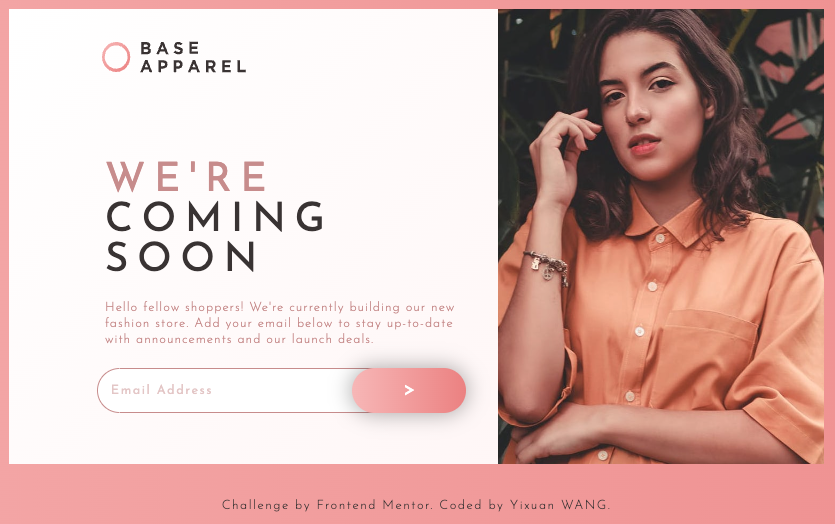 BASE
APPAREL
WE'RE
COMING
SOON
Hello fellow shoppers! We're currently building our new
fashion store. Add your email below to stay up-to-date
with announcements and our launch deals.
Email Address
>
Challenge by Frontend Mentor. Coded by Yixuan WANG.